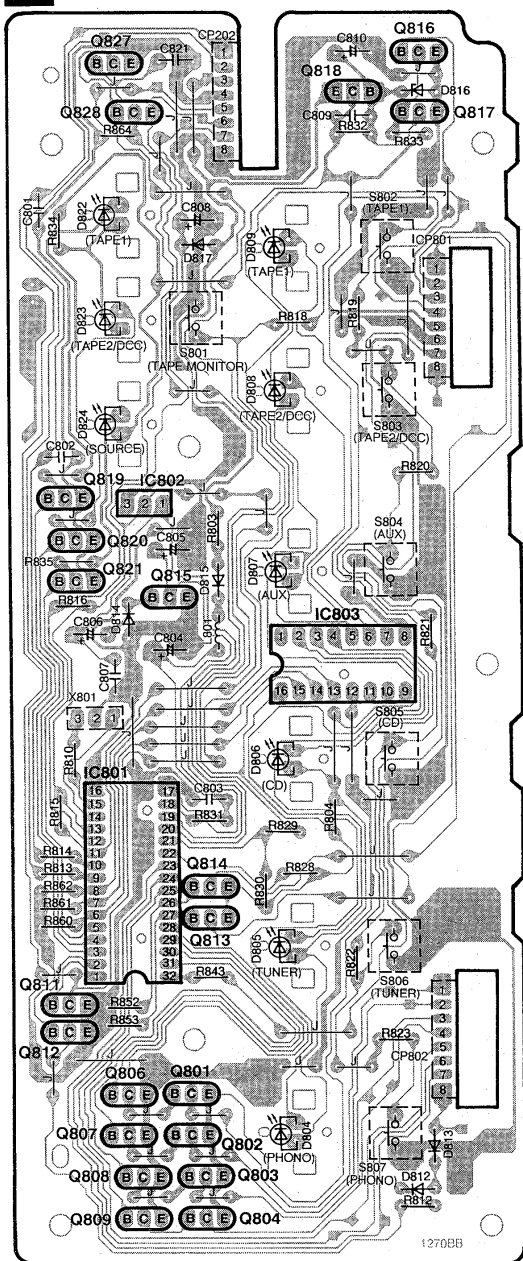 Q827
B C E
C821
CP202
1
2
3
4
5
6
7
8
C810
Q816
B C E
Q818
E C B
D816
Q828
B C E
C809
B C E
Q817
R864
R832
R833
J
C801
R834
D822
(TAPE1)
C808
D817
D809
(TAPE1)
S802
(TAPE1)
ICP801
1
2
3
4
5
6
7
8
D823
(TAPE2/DCC)
S801
(TAPE MONITOR)
R818
R819
D808
(TAPE2/DCC)
S803
(TAPE2/DCC)
D824
(SOURCE)
C802
R820
Q819
B C E
IC802
3 2 1
R803
S804
(AUX)
B C E
Q820
C805
R835
B C E
Q821
Q815
B C E
D815
D807
(AUX)
R816
D814
IC803
1 2 3 4 5 6 7 8
R821
C806
L801
C804
C807
16 15 14 13 12 11 10 9
X801
3 2 1
S805
(CD)
R810
D806
(CD)
IC801
16 17
15 18
14 19
13 20
12 21
11 22
10 23
9 24
8 25
7 26
6 27
5 28
4 29
3 30
2 31
1 32
C803
R831
R815
R829
R804
R814
R813
R862
R861
R860
Q814
B C E
R830
R828
B C E
Q813
D805
(TUNER)
R822
S806
(TUNER)
Q811
B C E
R852
R843
B C E
R853
Q812
R823
CP802
1
2
3
4
5
6
7
8
Q806
B C E
Q801
B C E
Q807
B C E
B C E
Q802
D804
(PHONO)
S807
(PHONO)
D813
Q808
B C E
B C E
Q803
D812
R812
Q809
B C E
B C E
Q804
1270BB